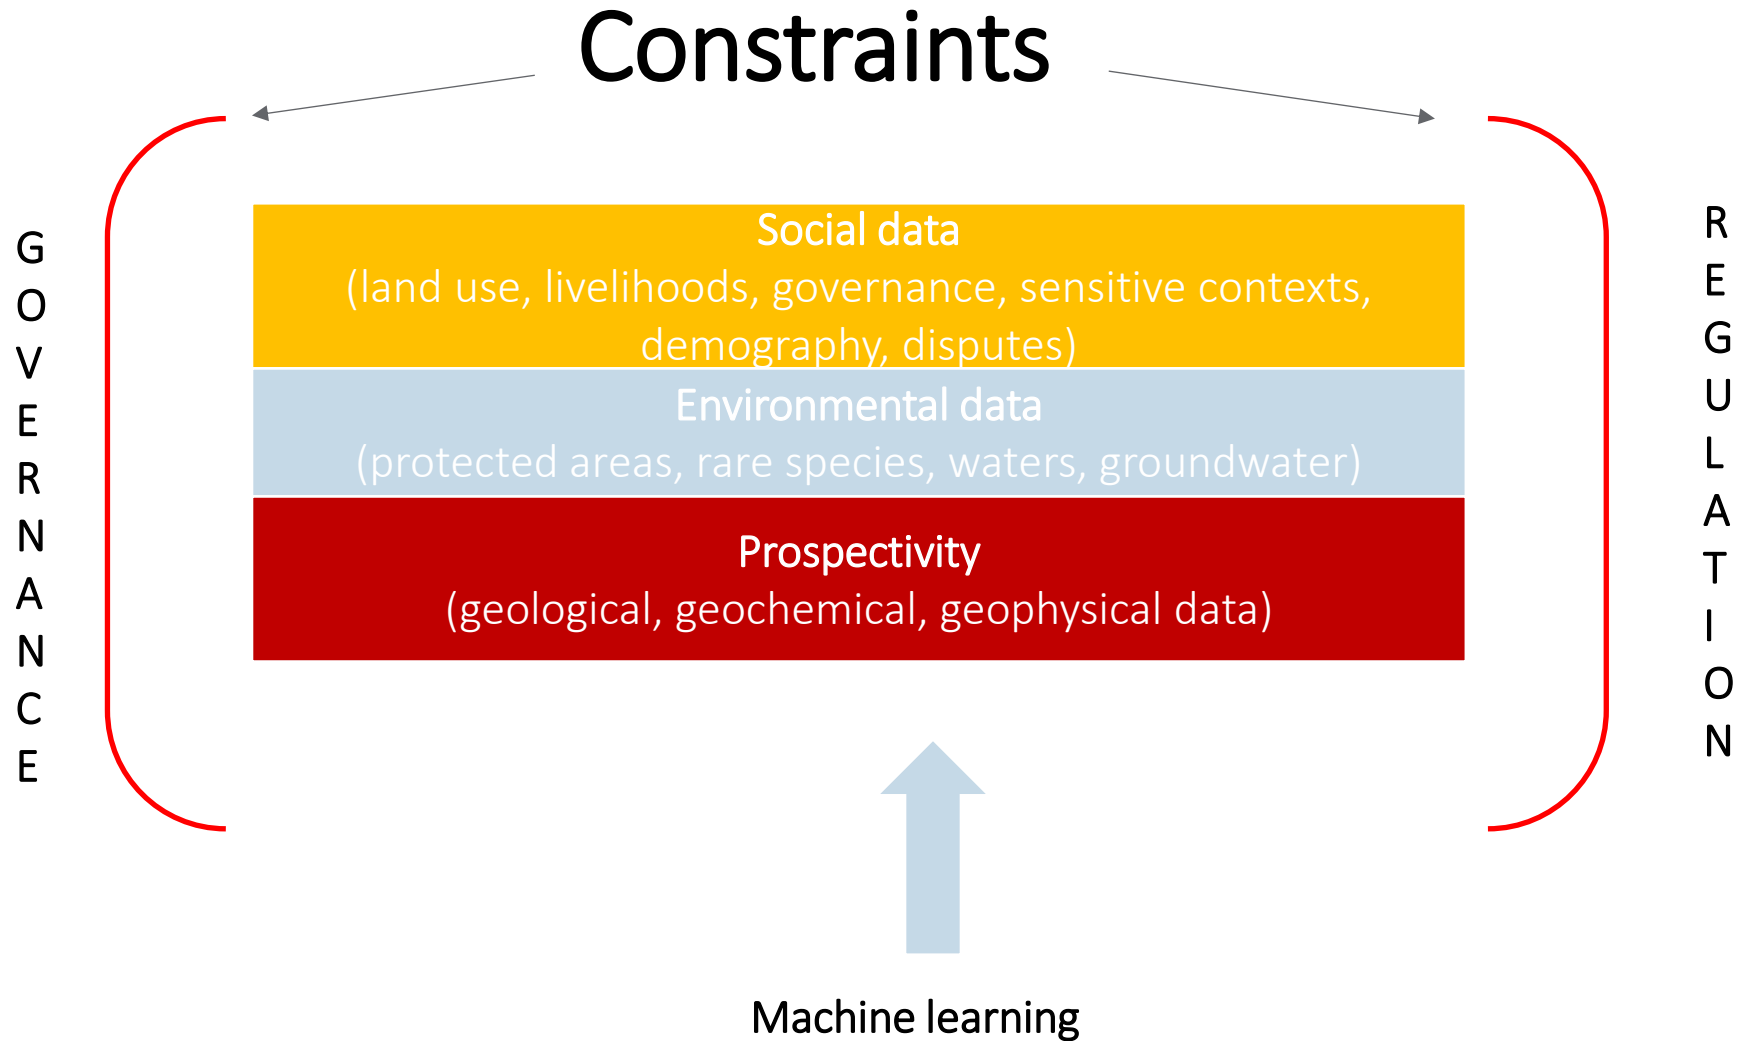 Constraints
GOVERNANCE
Social data
(land use, livelihoods, governance, sensitive contexts,
demography, disputes)
Environmental data
(protected areas, rare species, waters, groundwater)
Prospectivity
(geological, geochemical, geophysical data)
REGULATION
Machine learning